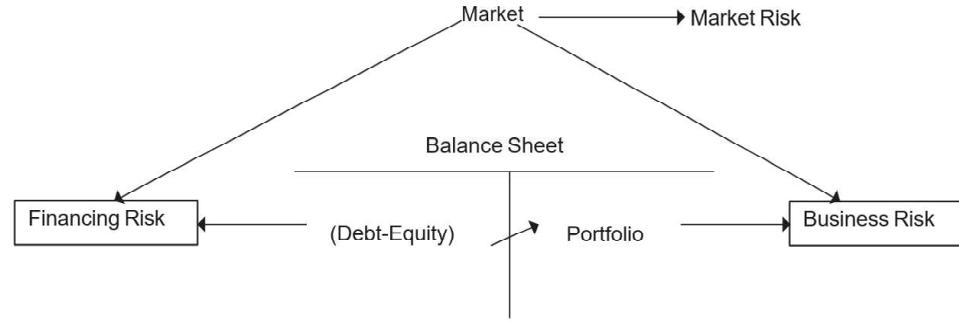 Market
Market Risk
Balance Sheet
Financing Risk
(Debt-Equity)
Portfolio
Business Risk